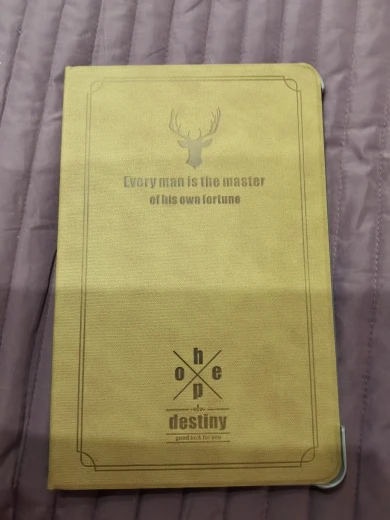 Every man is the master
of his own fortune
h
o e
p
destiny
good luck for you